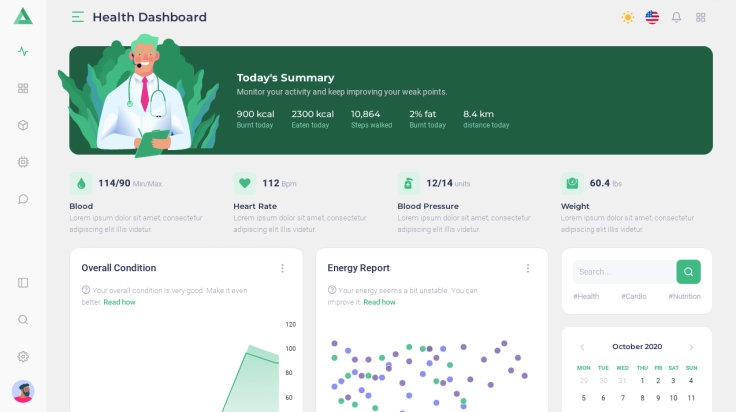 Health Dashboard
Today's Summary
Monitor your activity and keep improving your weak points.
900 kcal 2300 kcal 10,864 2% fat 8.4 km
Burnt today Eaten today Steps walked Burnt today distance today
114/90 Min/Max 112 Bpm 12/14 units 60.4 lbs
Blood Heart Rate Blood Pressure Weight
Lorem ipsum dolor sit amet, consectetur Lorem ipsum dolor sit amet, consectetur Lorem ipsum dolor sit amet, consectetur Lorem ipsum dolor sit amet, consectetur
adipiscing elit Illis videtur. adipiscing elit Illis videtur. adipiscing elit Illis videtur. adipiscing elit Illis videtur.
Overall Condition
Your overall condition is very good. Make it even
better. Read how
120
100
80
60
Energy Report
Your energy seems a bit unstable. You can
improve it. Read how
Search...
#Health #Cardio #Nutrition
October 2020
MON TUE WED THU FRI SAT SUN
29 30 31 1 2 3 4
5 6 7 8 9 10 11